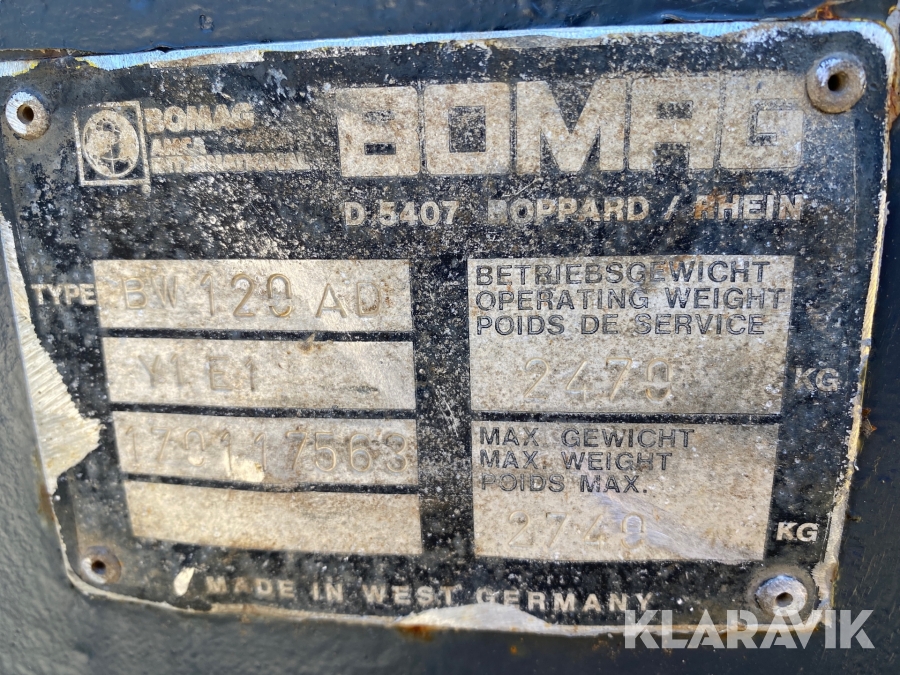 BOMAG
AMCA
INTERNATIONAL
BOMAG
D 5407 BOPPARD / RHEIN
TYPE BW 120 AD
BETRIEBSGEWICHT
OPERATING WEIGHT
POIDS DE SERVICE
2470 KG
170117563
MAX. GEWICHT
MAX. WEIGHT
POIDS MAX.
2740 KG
MADE IN WEST GERMANY
KLARAVIK